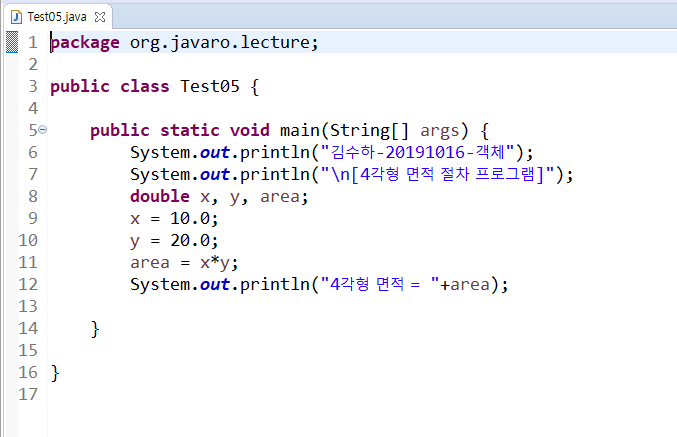 Test05.java
1 package org.javaro.lecture;
2
3 public class Test05 {
4
5 public static void main(String[] args) {
6 System.out.println("김수하-20191016-객체");
7 System.out.println("\n[4각형 면적 절차 프로그램]");
8 double x, y, area;
9 x = 10.0;
10 y = 20.0;
11 area = x*y;
12 System.out.println("4각형 면적 = "+area);
13
14 }
15
16 }
17